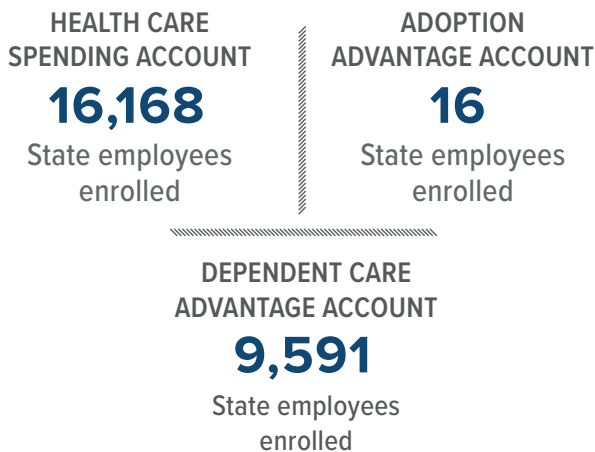 HEALTH CARE
SPENDING ACCOUNT
16,168
State employees
enrolled
ADOPTION
ADVANTAGE ACCOUNT
16
State employees
enrolled
DEPENDENT CARE
ADVANTAGE ACCOUNT
9,591
State employees
enrolled